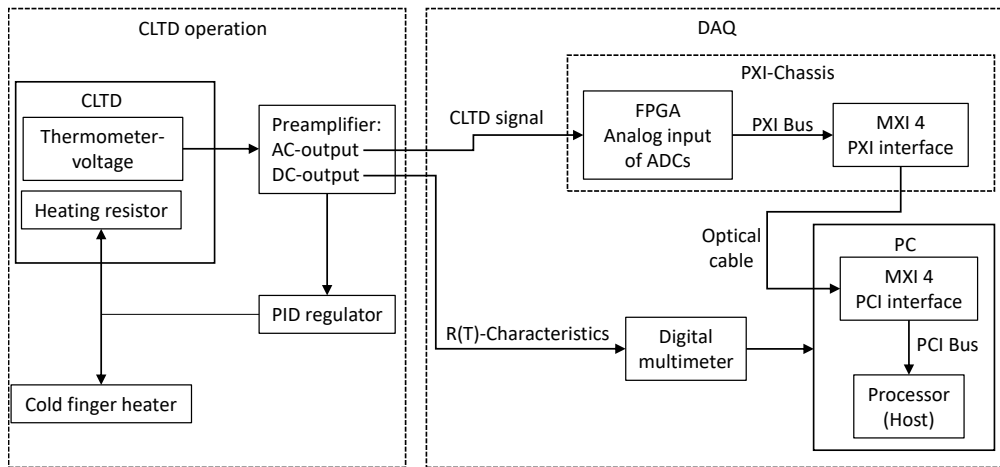 CLTD operation
CLTD
Thermometer-
voltage
Heating resistor
Preamplifier:
AC-output
DC-output
PID regulator
Cold finger heater
DAQ
PXI-Chassis
CLTD signal
FPGA
Analog input
of ADCs
PXI Bus
MXI 4
PXI interface
Optical
cable
PC
MXI 4
PCI interface
PCI Bus
Processor
(Host)
R(T)-Characteristics
Digital
multimeter